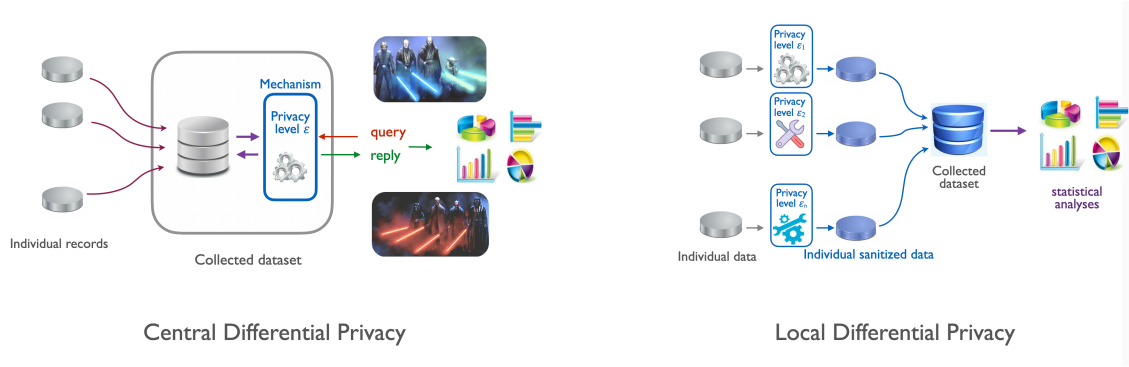 Mechanism
Privacy
level ε
query
reply
Individual records
Collected dataset
Central Differential Privacy
Privacy
level ε1
Privacy
level ε2
Privacy
level εn
Collected
dataset
statistical
analyses
Individual data
Individual sanitized data
Local Differential Privacy